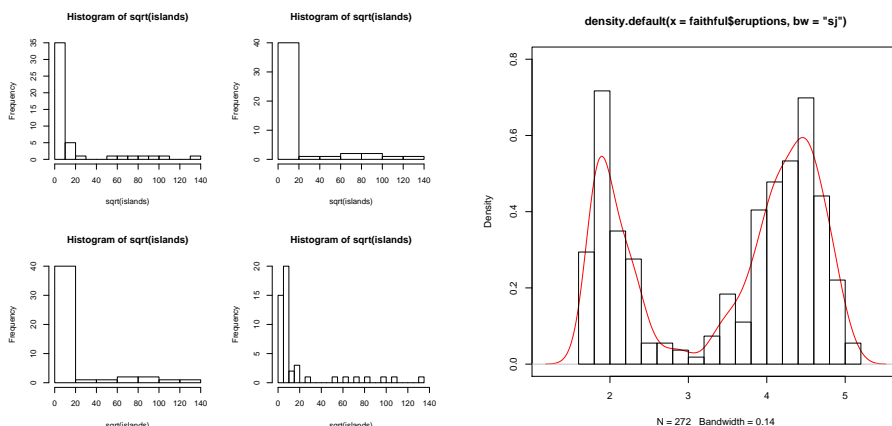 Histogram of sqrt(islands)
Frequency
0 5 10 15 20 25 30 35
0 20 40 60 80 100 120 140
sqrt(islands)
Histogram of sqrt(islands)
Frequency
0 10 20 30 40
0 20 40 60 80 100 120 140
sqrt(islands)
Histogram of sqrt(islands)
Frequency
0 10 20 30 40
0 20 40 60 80 100 120 140
sqrt(islands)
Histogram of sqrt(islands)
Frequency
0 5 10 15 20
0 20 40 60 80 100 120 140
sqrt(islands)
density.default(x = faithful$eruptions, bw = "sj")
Density
0.0 0.2 0.4 0.6 0.8
2 3 4 5
N = 272 Bandwidth = 0.14